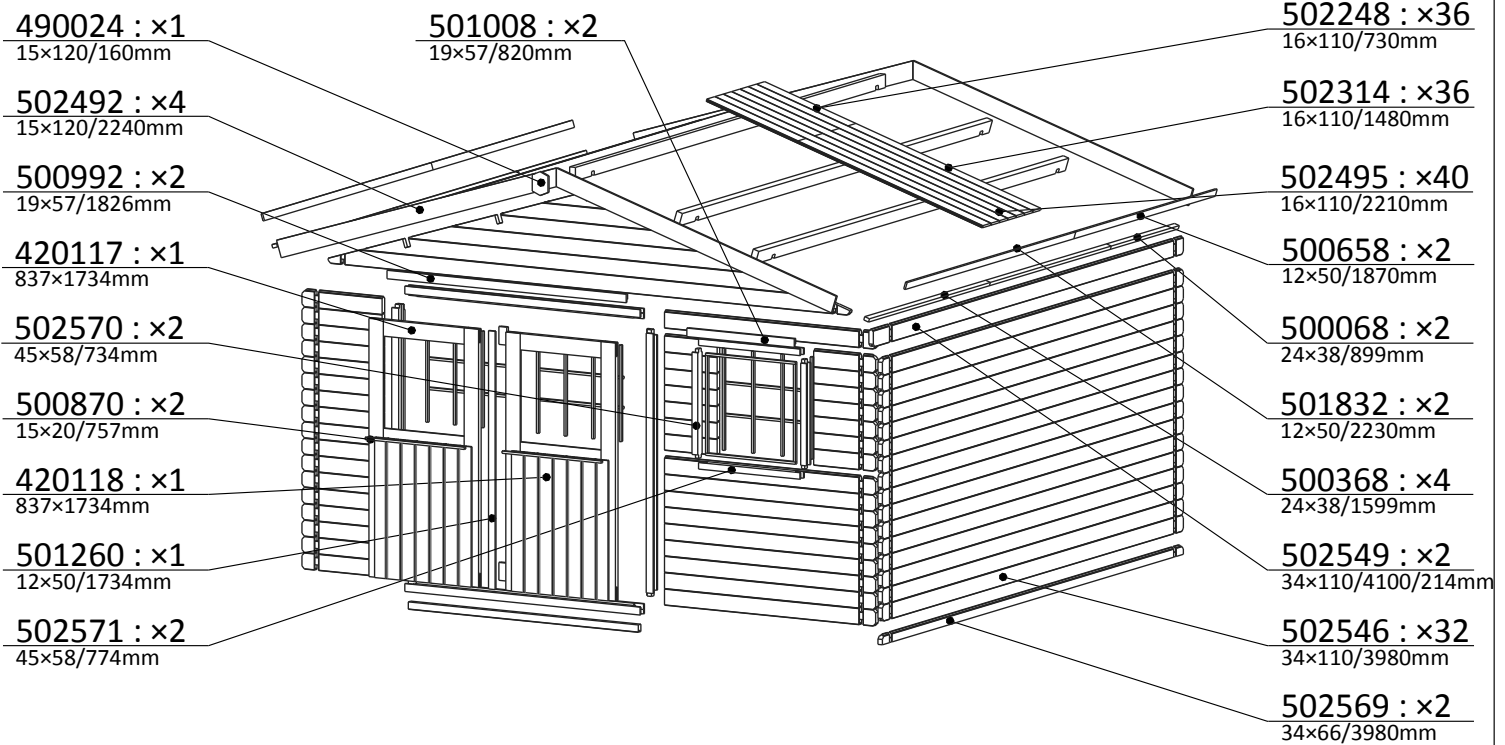 490024 : ×1
15×120/160mm
502492 : ×4
15×120/2240mm
500992 : ×2
19×57/1826mm
420117 : ×1
837×1734mm
502570 : ×2
45×58/734mm
500870 : ×2
15×20/757mm
420118 : ×1
837×1734mm
501260 : ×1
12×50/1734mm
502571 : ×2
45×58/774mm
501008 : ×2
19×57/820mm
502248 : ×36
16×110/730mm
502314 : ×36
16×110/1480mm
502495 : ×40
16×110/2210mm
500658 : ×2
12×50/1870mm
500068 : ×2
24×38/899mm
501832 : ×2
12×50/2230mm
500368 : ×4
24×38/1599mm
502549 : ×2
34×110/4100/214mm
502546 : ×32
34×110/3980mm
502569 : ×2
34×66/3980mm